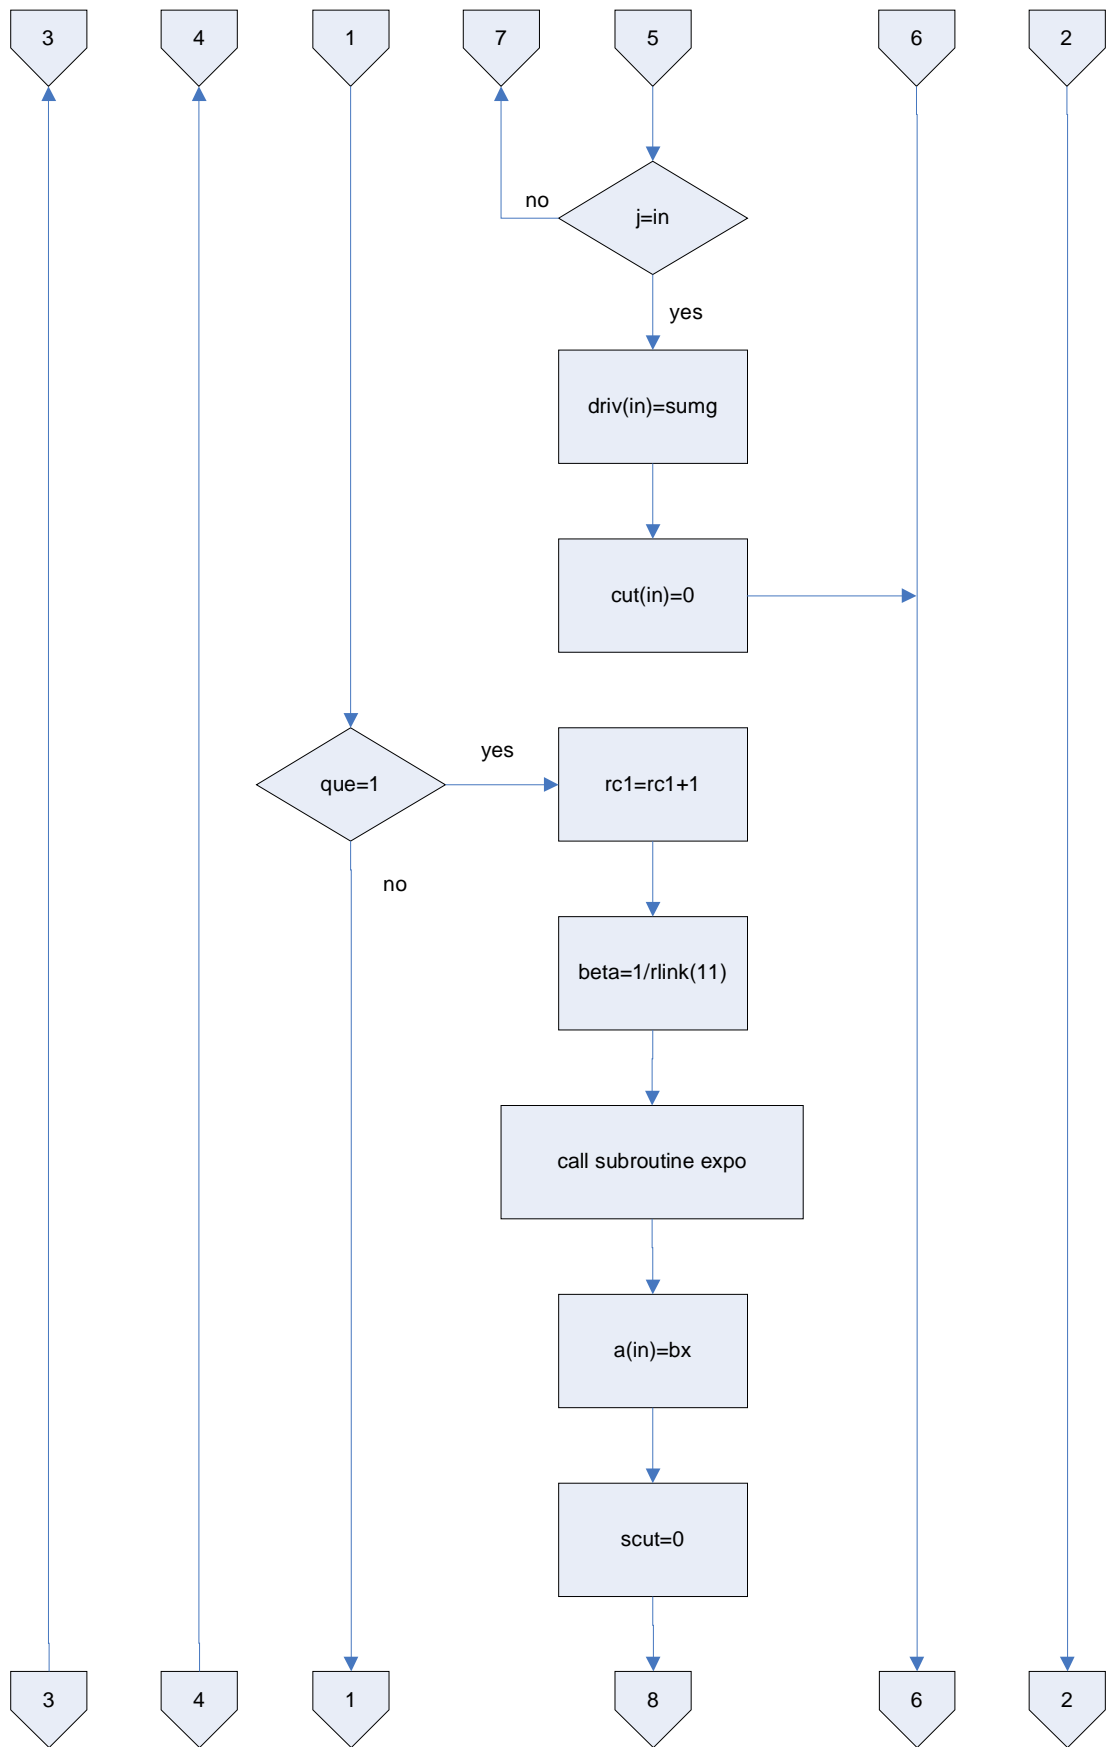 3 4 1 7 5 6 2
no
j=in
yes
driv(in)=sumg
cut(in)=0
yes
que=1
rc1=rc1+1
no
beta=1/rlink(11)
call subroutine expo
a(in)=bx
scut=0
3 4 1 8 6 2